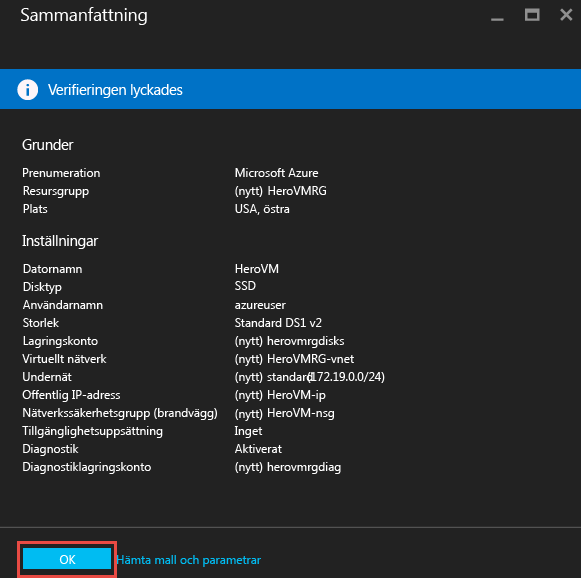 Sammanfattning
Verifieringen lyckades
Grunder
Prenumeration Microsoft Azure
Resursgrupp (nytt) HeroVMRG
Plats USA, östra
Inställningar
Datornamn HeroVM
Disktyp SSD
Användarnamn azureuser
Storlek Standard DS1 v2
Lagringskonto (nytt) herovmrgdisks
Virtuellt nätverk (nytt) HeroVMRG-vnet
Undernät (nytt) standard(172.19.0.0/24)
Offentlig IP-adress (nytt) HeroVM-ip
Nätverkssäkerhetsgrupp (brandvägg) (nytt) HeroVM-nsg
Tillgänglighetsuppsättning Inget
Diagnostik Aktiverat
Diagnostiklagringskonto (nytt) herovmrgdiag
OK Hämta mall och parametrar